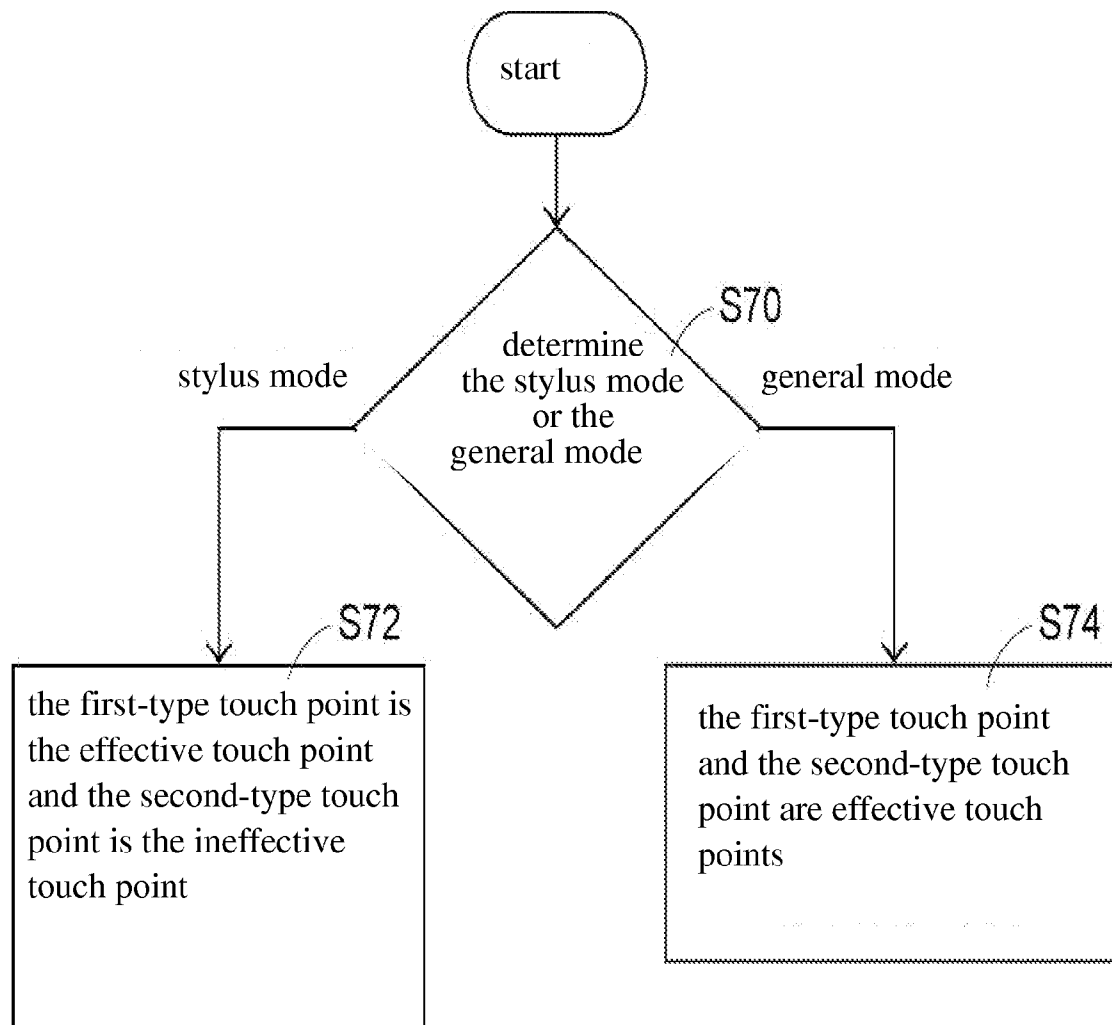 start
S70
determine
the stylus mode
or the
general mode
stylus mode
general mode
S72
the first-type touch point is
the effective touch point
and the second-type touch
point is the ineffective
touch point
S74
the first-type touch point
and the second-type touch
point are effective touch
points